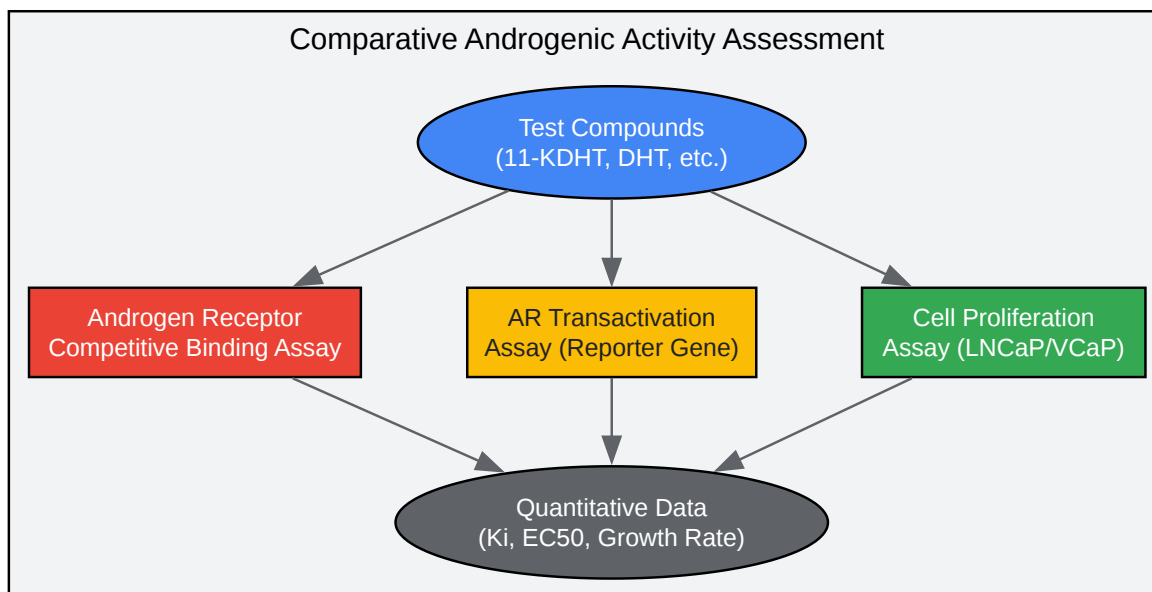 Comparative Androgenic Activity Assessment
Test Compounds
(11-KDHT, DHT, etc.)
Androgen Receptor
Competitive Binding Assay
AR Transactivation
Assay (Reporter Gene)
Cell Proliferation
Assay (LNCaP/VCaP)
Quantitative Data
(Ki, EC50, Growth Rate)